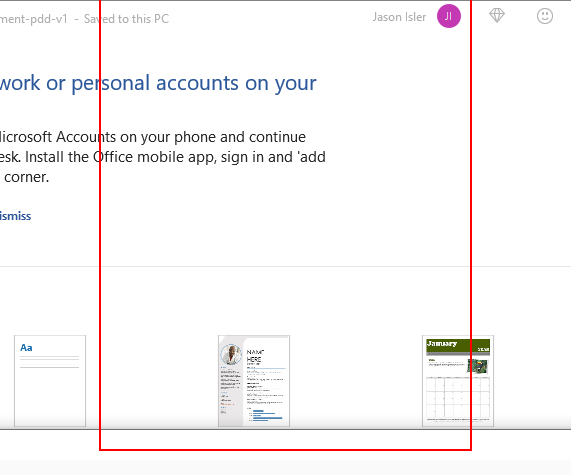 ment-pdd-v1 - Saved to this PC
Jason Isler
JI
work or personal accounts on your
Microsoft Accounts on your phone and continue
esk. Install the Office mobile app, sign in and 'add
corner.
ismiss
Aa
NAME
HERE
January
YEAR